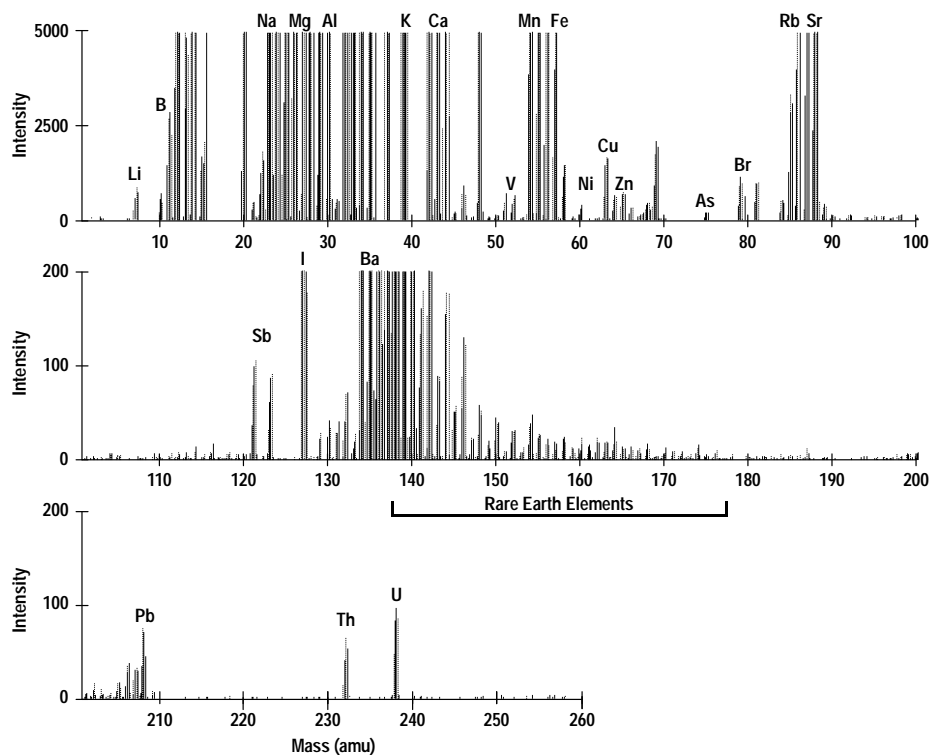 Na Mg Al K Ca Mn Fe Rb Sr
5000
B
Intensity
2500
Li V Cu Ni Zn As Br
0
10 20 30 40 50 60 70 80 90 100
I Ba
200
Sb
Intensity
100
0
110 120 130 140 150 160 170 180 190 200
Rare Earth Elements
200
Intensity
100
Pb Th U
0
210 220 230 240 250 260
Mass (amu)